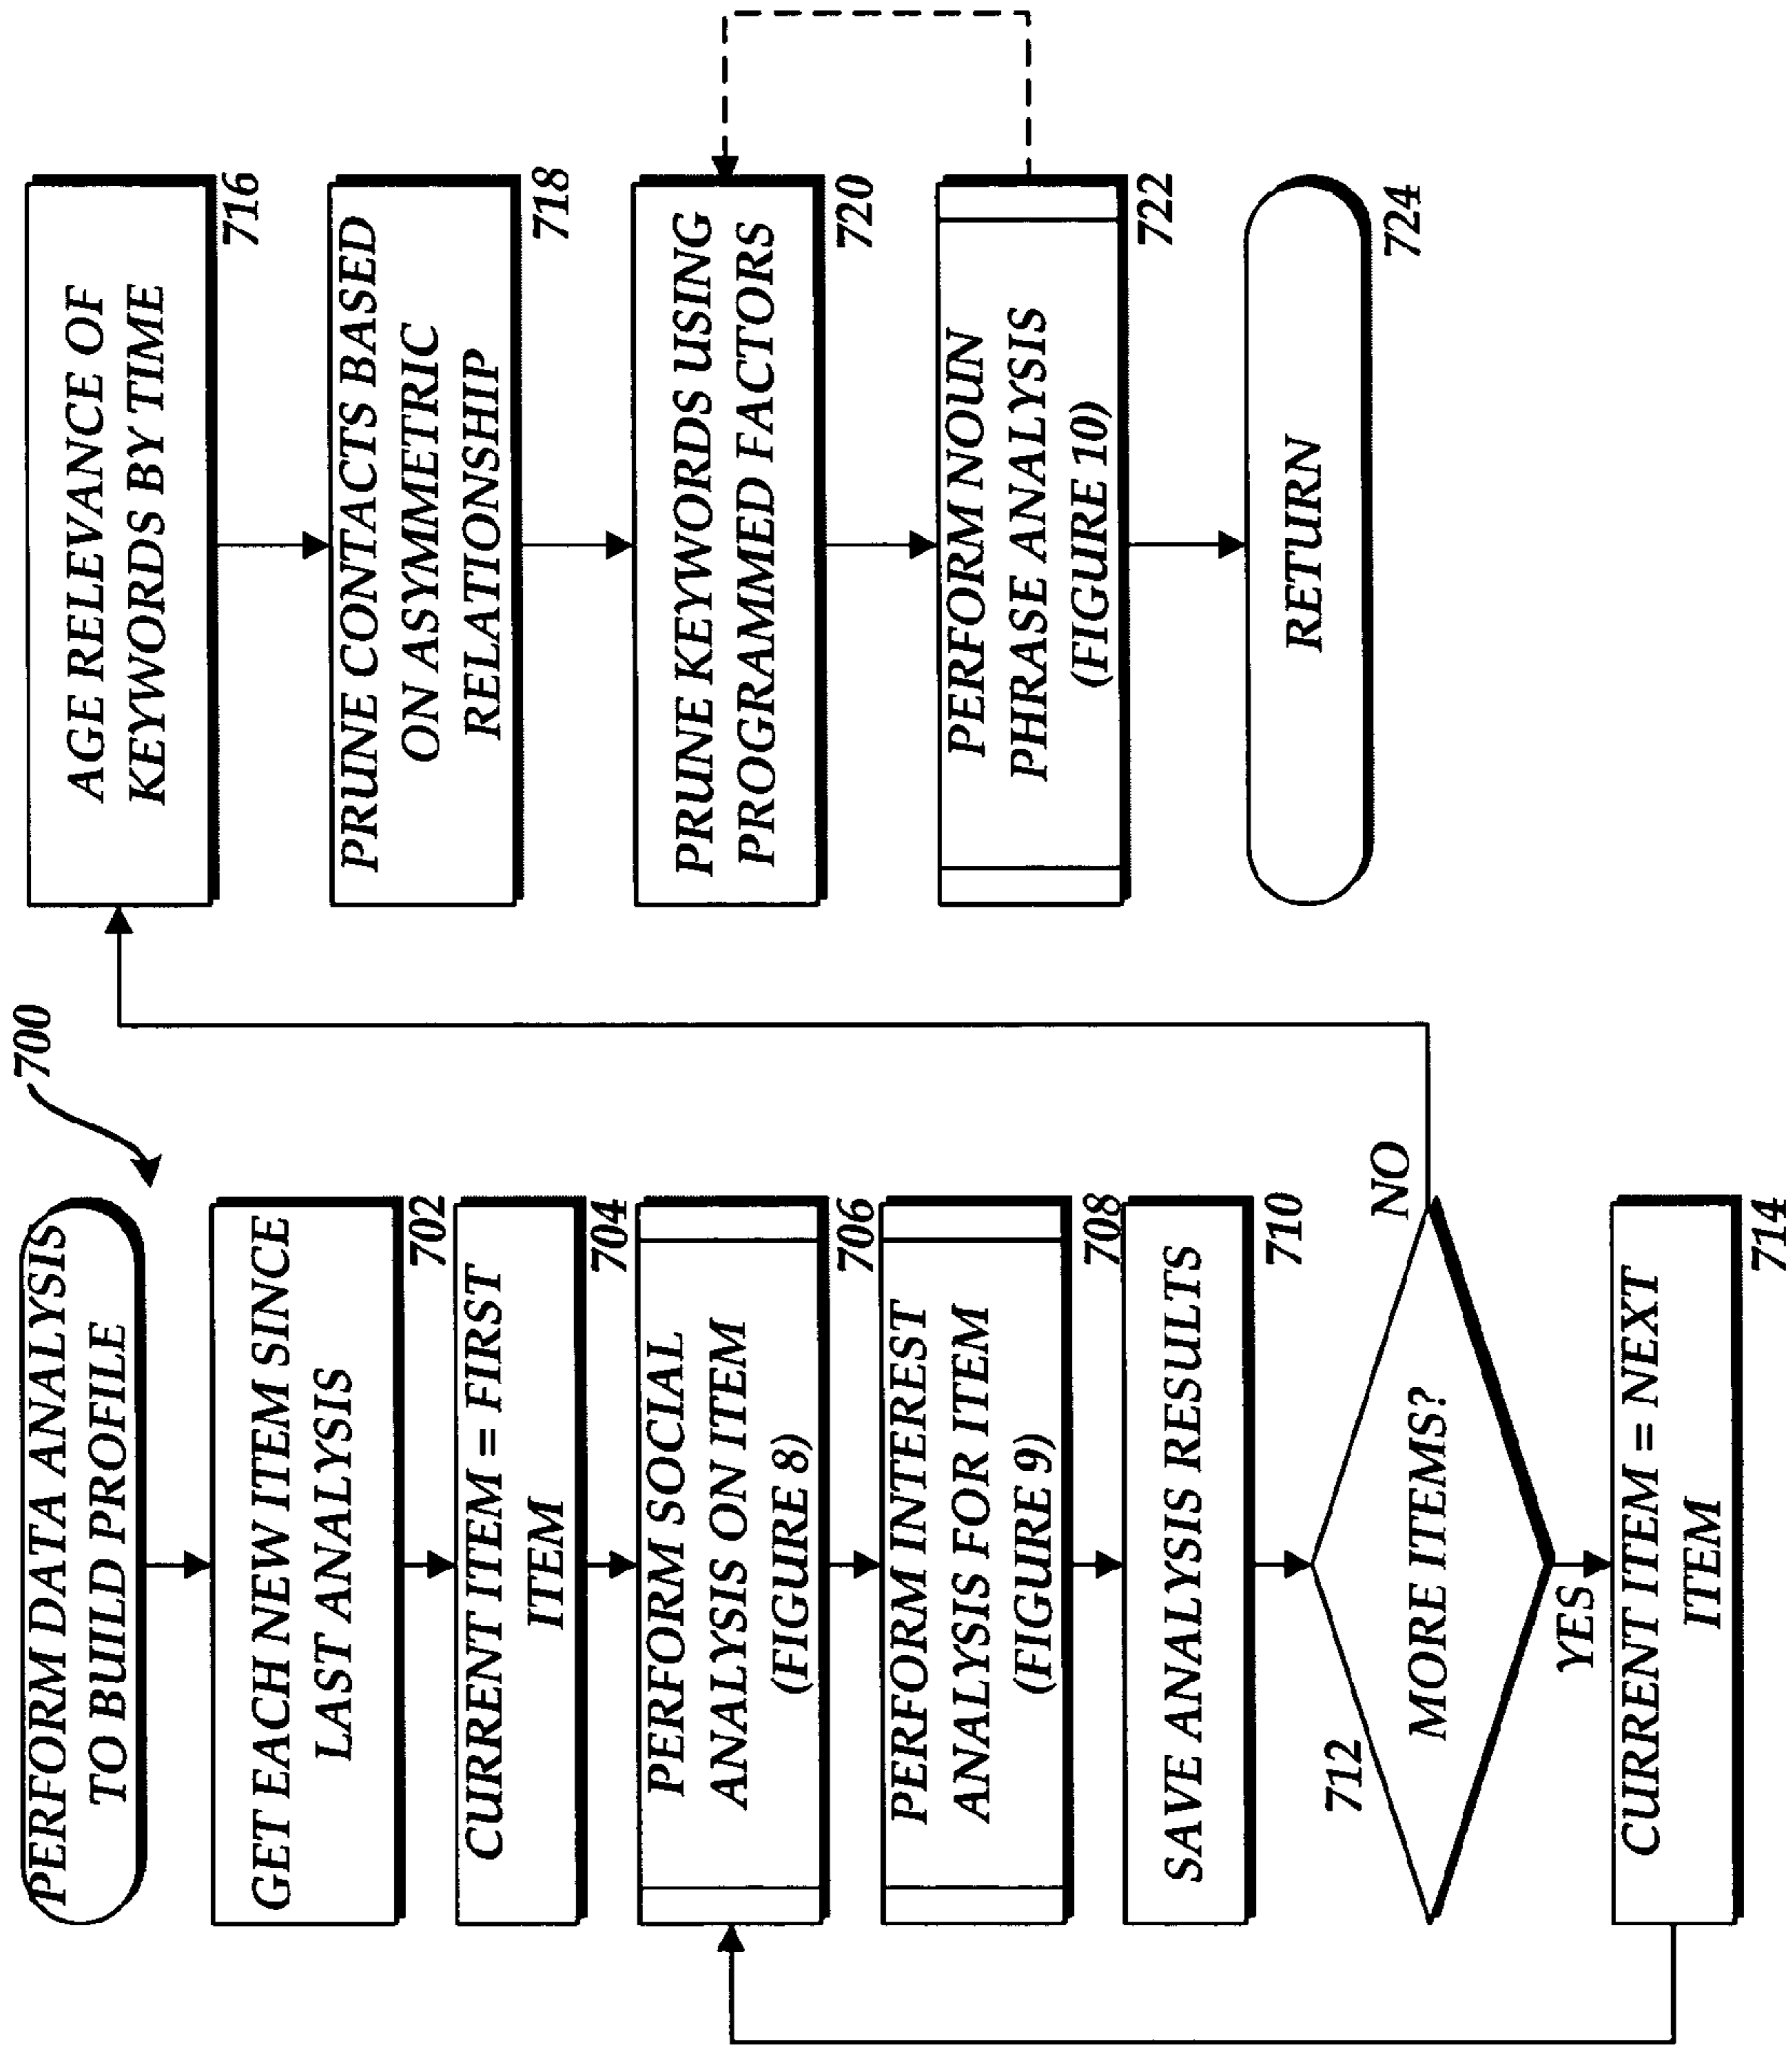 700
PERFORM DATA ANALYSIS
TO BUILD PROFILE
GET EACH NEW ITEM SINCE
LAST ANALYSIS
702
CURRENT ITEM = FIRST
ITEM
704
PERFORM SOCIAL
ANALYSIS ON ITEM
(FIGURE 8)
706
PERFORM INTEREST
ANALYSIS FOR ITEM
(FIGURE 9)
708
SAVE ANALYSIS RESULTS
710
712
MORE ITEMS?
NO
YES
CURRENT ITEM = NEXT
ITEM
714
AGE RELEVANCE OF
KEYWORDS BY TIME
716
PRUNE CONTACTS BASED
ON ASYMMETRIC
RELATIONSHIP
718
PRUNE KEYWORDS USING
PROGRAMMED FACTORS
720
PERFORM NOUN
PHRASE ANALYSIS
(FIGURE 10)
722
RETURN
724